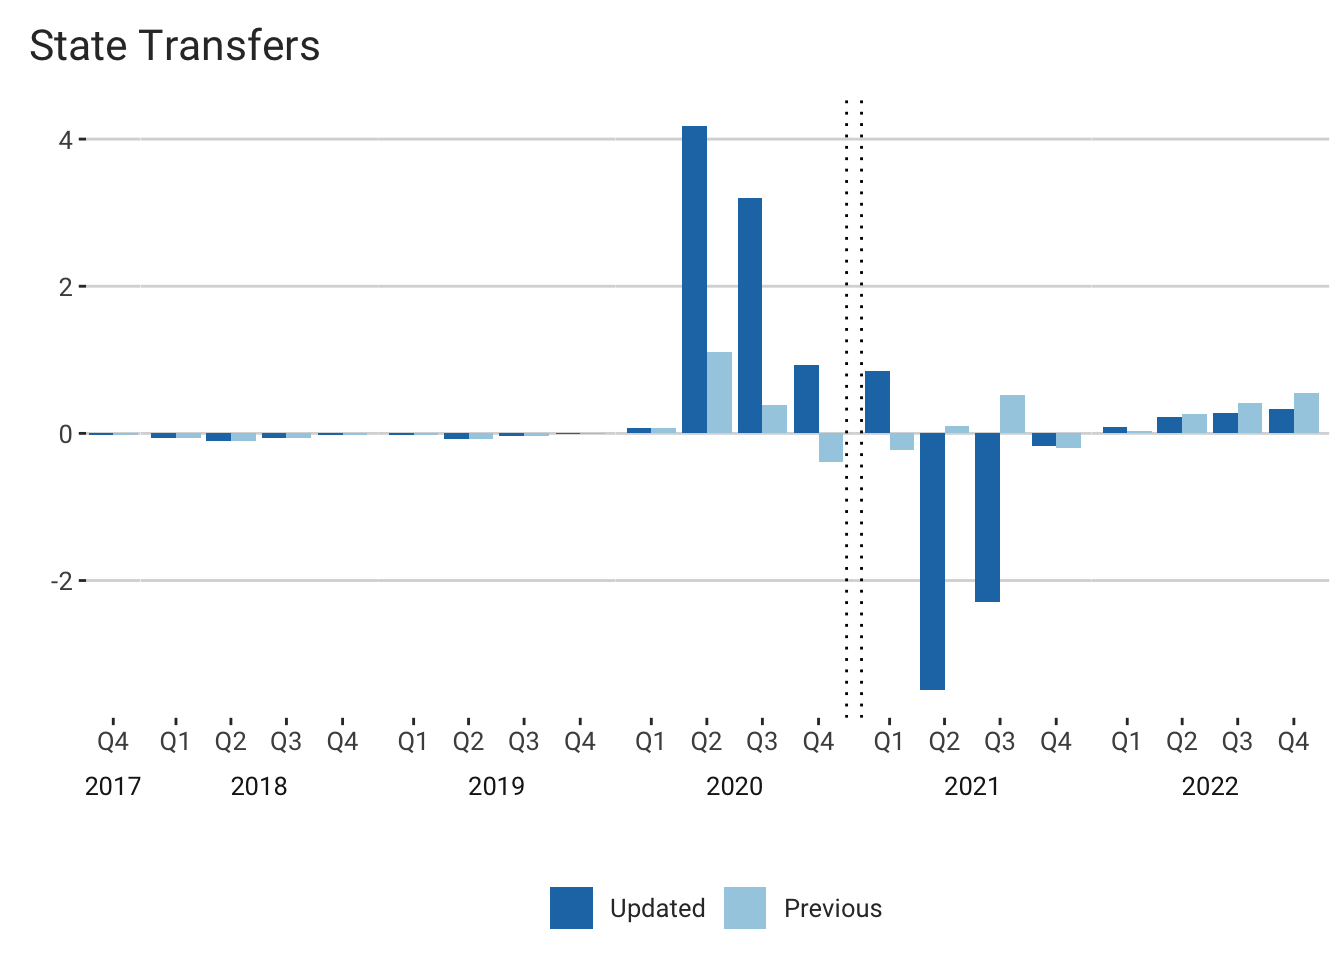 State Transfers
4
2
0
-2
Q4 Q1 Q2 Q3 Q4 Q1 Q2 Q3 Q4 Q1 Q2 Q3 Q4 Q1 Q2 Q3 Q4 Q1 Q2 Q3 Q4
2017 2018 2019 2020 2021 2022
Updated Previous